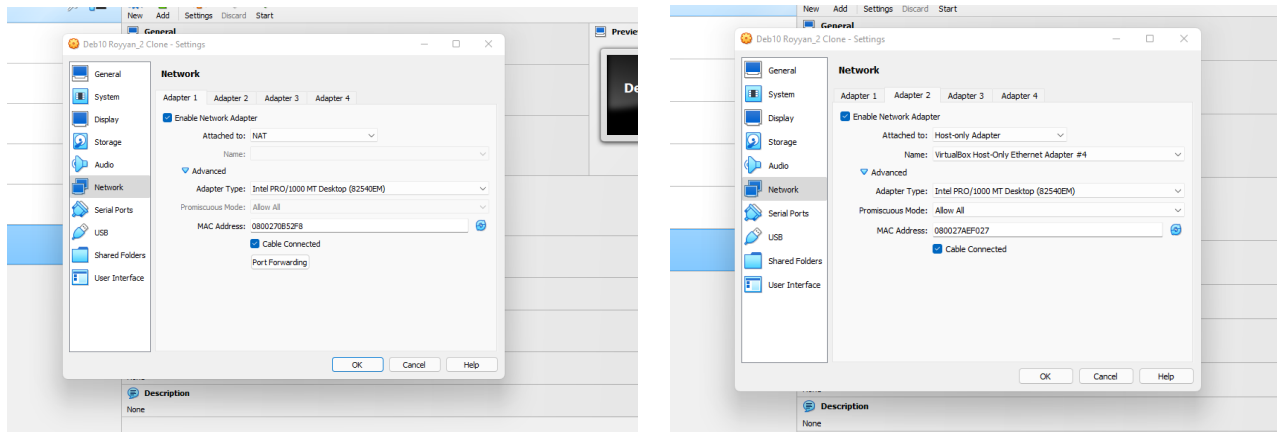 New Add Settings Discard Start
General
Preview
Deb10 Royyan_2 Clone - Settings
General
System
Display
Storage
Audio
Network
Serial Ports
USB
Shared Folders
User Interface
Network
Adapter 1 Adapter 2 Adapter 3 Adapter 4
Enable Network Adapter
Attached to: NAT
Name:
Advanced
Adapter Type: Intel PRO/1000 MT Desktop (82540EM)
Promiscuous Mode: Allow All
MAC Address: 0800270B52F8
Cable Connected
Port Forwarding
OK Cancel Help
Description
None
New Add Settings Discard Start
General
Deb10 Royyan_2 Clone - Settings
General
System
Display
Storage
Audio
Network
Serial Ports
USB
Shared Folders
User Interface
Network
Adapter 1 Adapter 2 Adapter 3 Adapter 4
Enable Network Adapter
Attached to: Host-only Adapter
Name: VirtualBox Host-Only Ethernet Adapter #4
Advanced
Adapter Type: Intel PRO/1000 MT Desktop (82540EM)
Promiscuous Mode: Allow All
MAC Address: 080027AEF027
Cable Connected
OK Cancel Help
Description
None